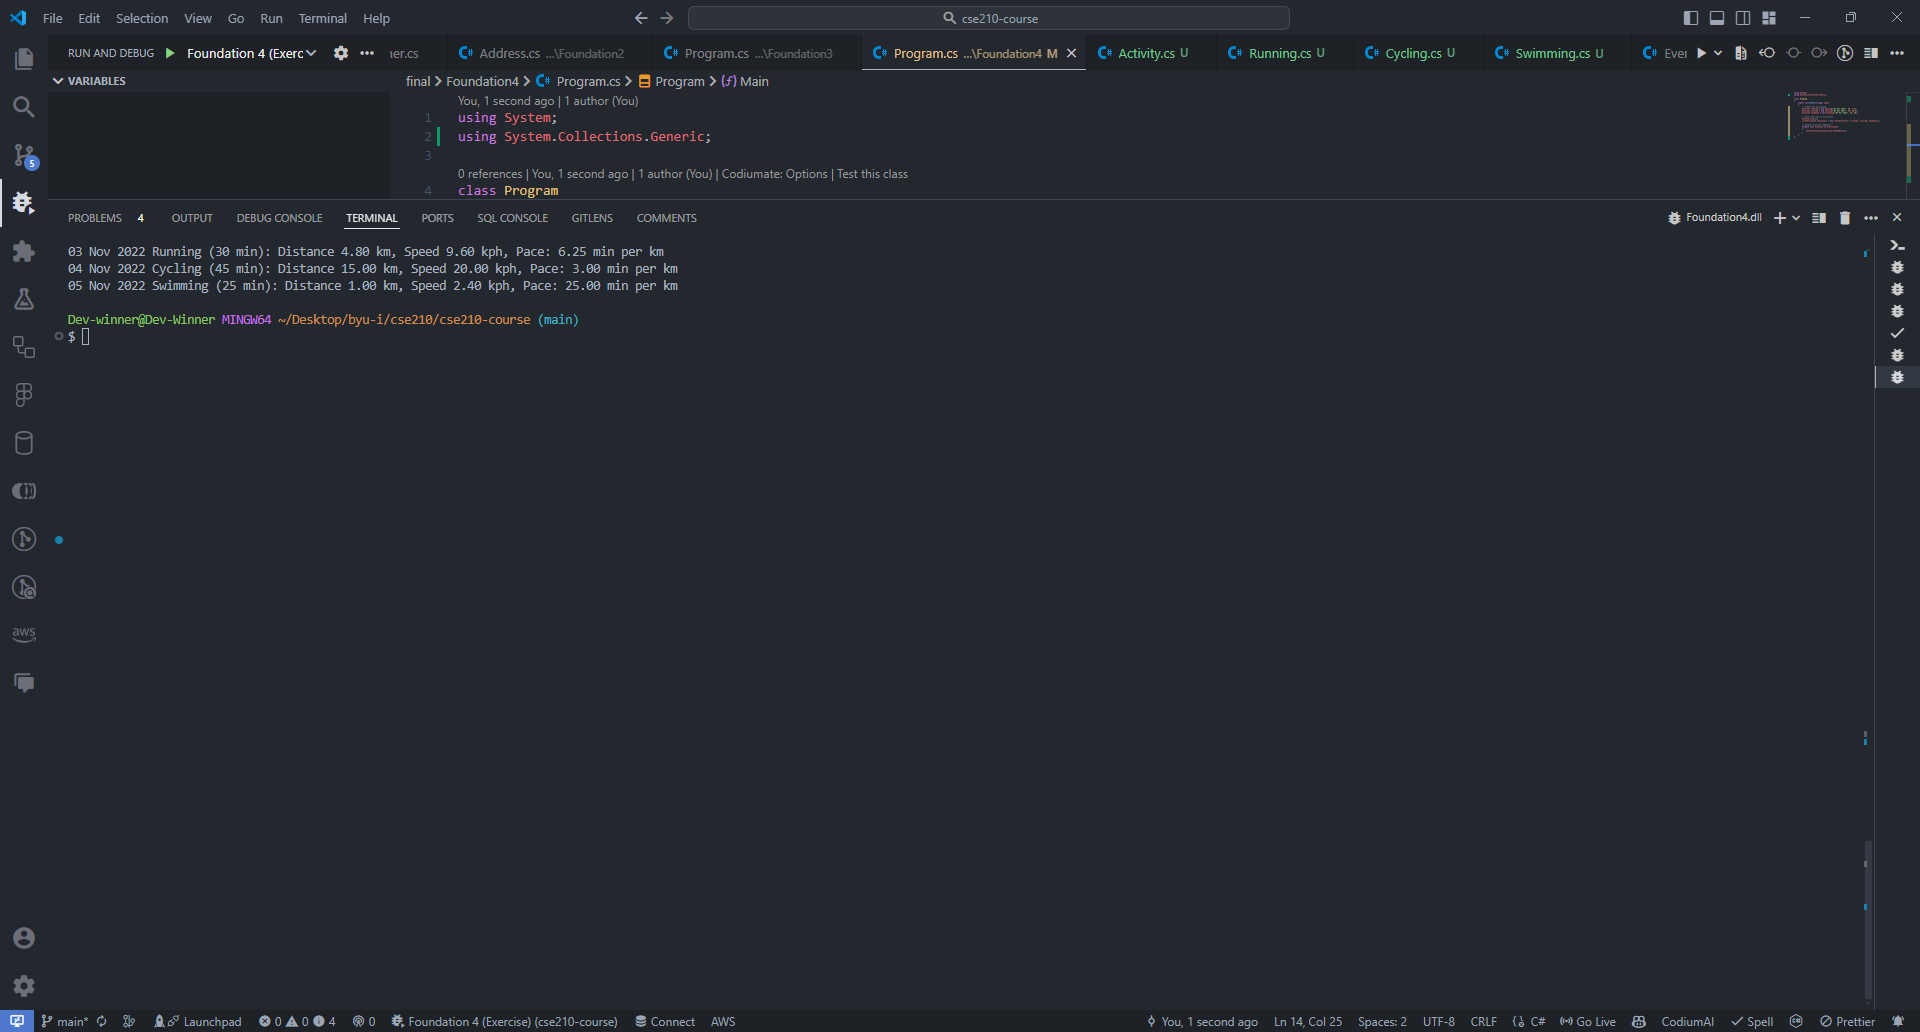 File Edit Selection View Go Run Terminal Help cse210-course
RUN AND DEBUG Foundation 4 (Exerc ner.cs Address.cs ...\Foundation2 Program.cs ...\Foundation3 Program.cs ...\Foundation4 M Activity.cs U Running.cs U Cycling.cs U Swimming.cs U Ever
VARIABLES
final > Foundation4 > Program.cs > Program > Main
You, 1 second ago | 1 author (You)
1 using System;
2 using System.Collections.Generic;
3
0 references | You, 1 second ago | 1 author (You) | Codiumate: Options | Test this class
4 class Program
5
PROBLEMS 4 OUTPUT DEBUG CONSOLE TERMINAL PORTS SQL CONSOLE GITLENS COMMENTS Foundation4.dll
03 Nov 2022 Running (30 min): Distance 4.80 km, Speed 9.60 kph, Pace: 6.25 min per km
04 Nov 2022 Cycling (45 min): Distance 15.00 km, Speed 20.00 kph, Pace: 3.00 min per km
05 Nov 2022 Swimming (25 min): Distance 1.00 km, Speed 2.40 kph, Pace: 25.00 min per km
Dev-winner@Dev-Winner MINGW64 ~/Desktop/byu-i/cse210/cse210-course (main)
$
aws
main* Launchpad 0 0 4 0 Foundation 4 (Exercise) (cse210-course) Connect AWS You, 1 second ago Ln 14, Col 25 Spaces: 2 UTF-8 CRLF C# Go Live CodiumAI Spell Prettier